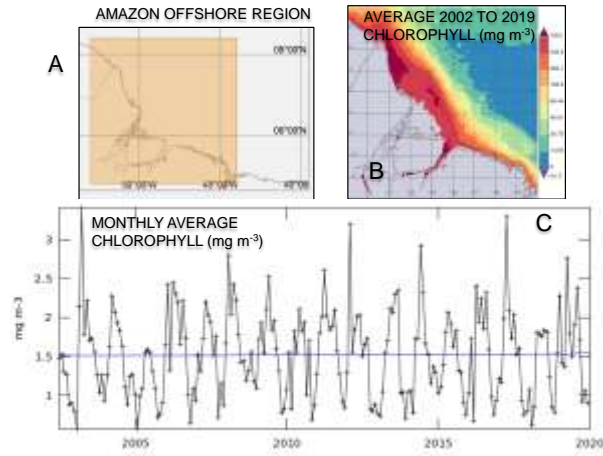 AMAZON OFFSHORE REGION
AVERAGE 2002 TO 2019
CHLOROPHYLL (mg m-3)
A
B
MONTHLY AVERAGE
CHLOROPHYLL (mg m-3)
C
3
2.5
2
1.5
1
mg m-3
2005
2010
2015
2020